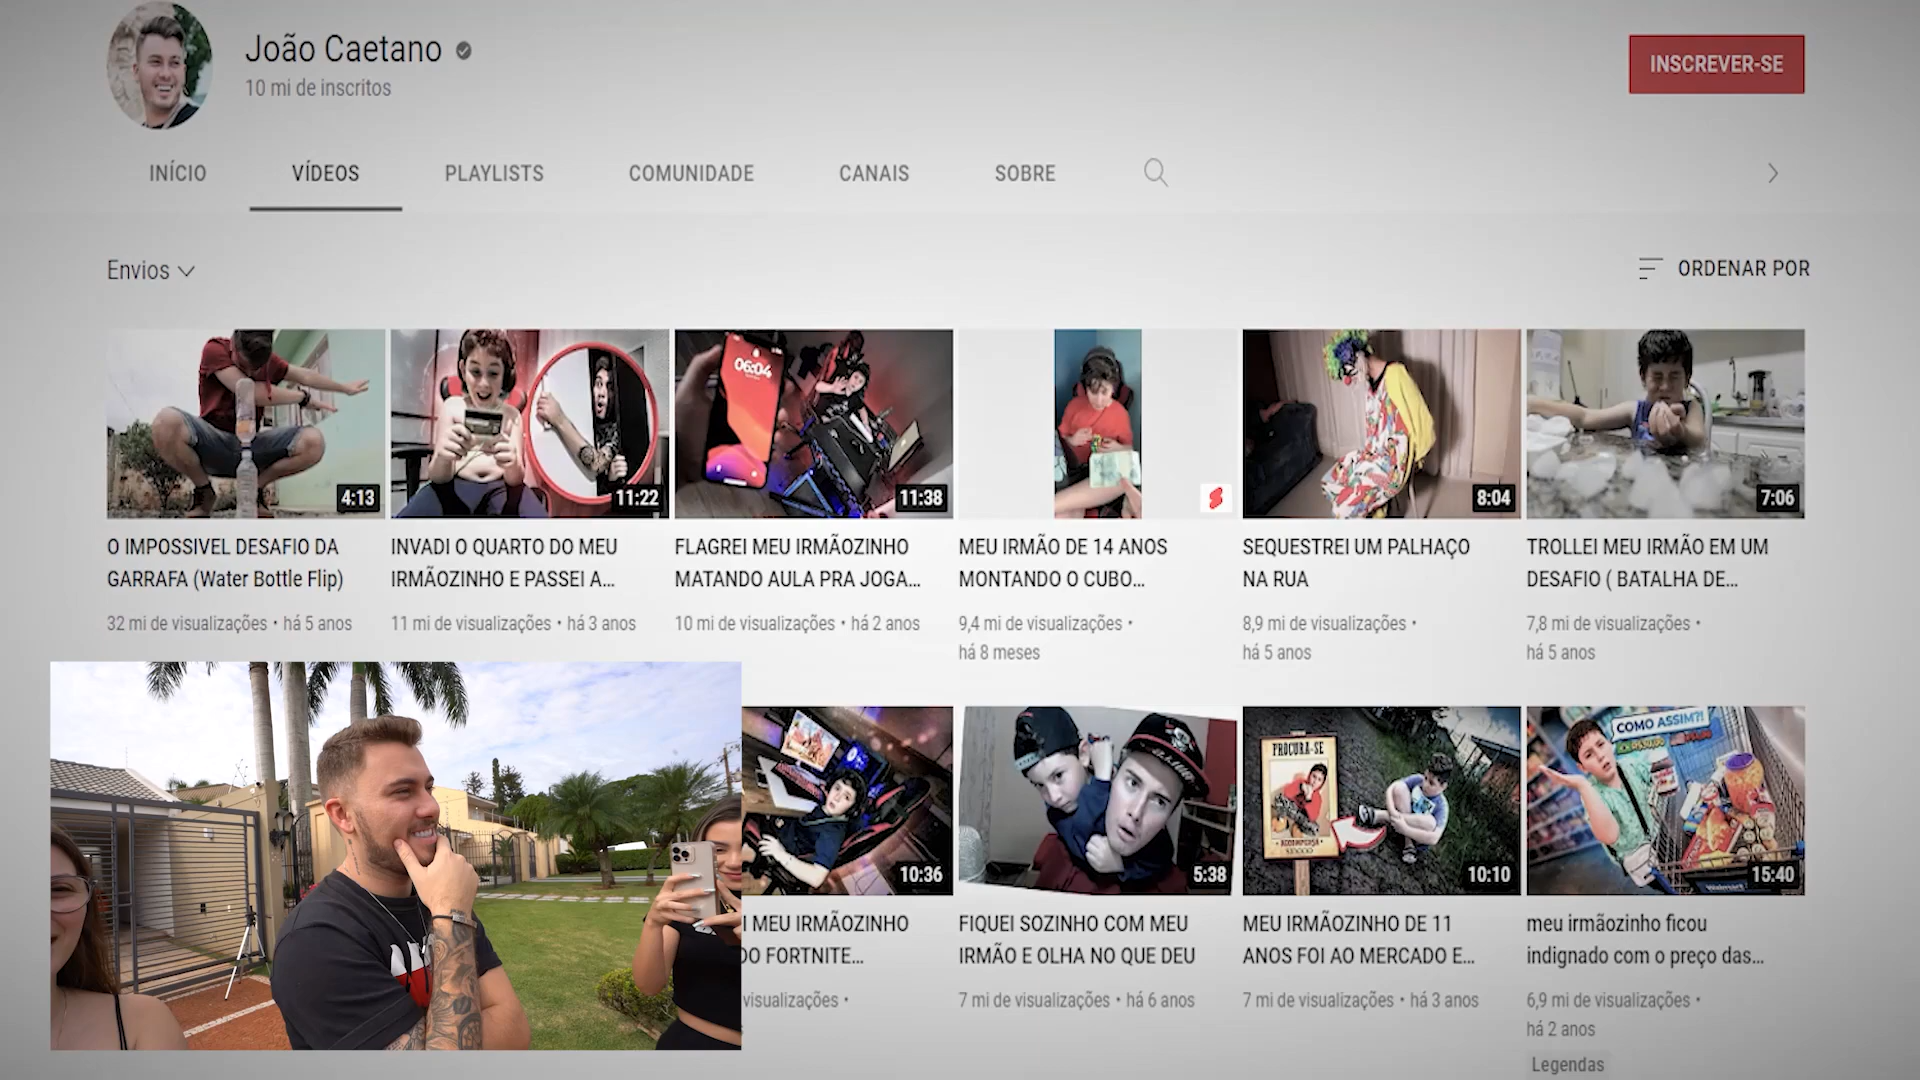 João Caetano
10 mi de inscritos
INSCREVER-SE
INÍCIO
VÍDEOS
PLAYLISTS
COMUNIDADE
CANAIS
SOBRE
Envios
ORDENAR POR
06:04
4:13
11:22
11:38
8:04
7:06
O IMPOSSIVEL DESAFIO DA
GARRAFA (Water Bottle Flip)
32 mi de visualizações • há 5 anos
INVADI O QUARTO DO MEU
IRMÃOZINHO E PASSEI A...
11 mi de visualizações • há 3 anos
FLAGREI MEU IRMÃOZINHO
MATANDO AULA PRA JOGA...
10 mi de visualizações • há 2 anos
MEU IRMÃO DE 14 ANOS
MONTANDO O CUBO...
9,4 mi de visualizações •
há 8 meses
SEQUESTREI UM PALHAÇO
NA RUA
8,9 mi de visualizações •
há 5 anos
TROLLEI MEU IRMÃO EM UM
DESAFIO ( BATALHA DE...
7,8 mi de visualizações •
há 5 anos
PROCURA-SE
COMO ASSIM?!
10:36
5:38
10:10
15:40
I MEU IRMÃOZINHO
DO FORTNITE...
visualizações •
FIQUEI SOZINHO COM MEU
IRMÃO E OLHA NO QUE DEU
7 mi de visualizações • há 6 anos
MEU IRMÃOZINHO DE 11
ANOS FOI AO MERCADO E...
7 mi de visualizações • há 3 anos
meu irmãozinho ficou
indignado com o preço das...
6,9 mi de visualizações •
há 2 anos
Legendas